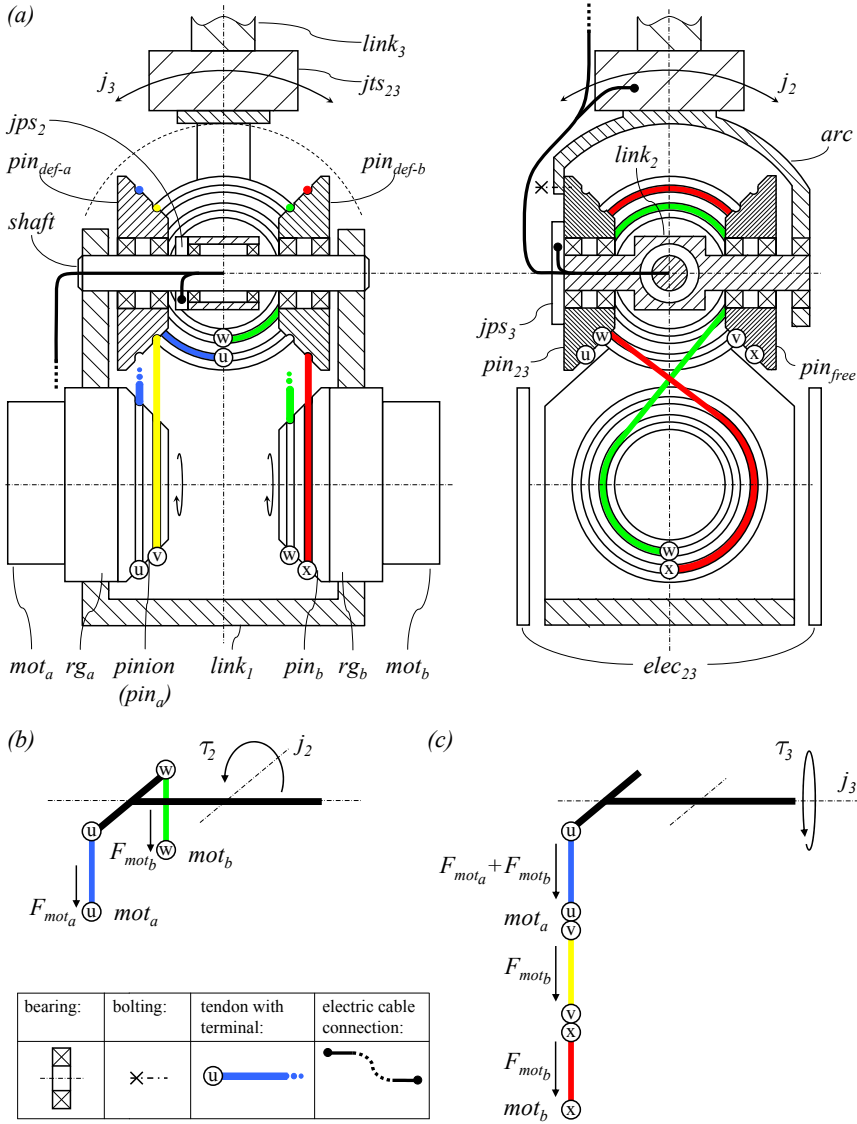 (a)
link3
jts23
j3
j2
jps2
pindef-a
pindef-b
shaft
arc
link2
w
u
w
v
u
x
jps3
pin23
pinfree
u
v
w
x
w
x
mota
rga
pinion
(pina)
link1
pinb
rgb
motb
elec23
(b)
(c)
τ2
j2
w
u
Fmotb
w
motb
Fmota
u
mota
τ3
j3
u
Fmota+Fmotb
u
mota
v
Fmotb
v
x
Fmotb
motb
x
bearing:
bolting:
tendon with
terminal:
electric cable
connection:
u